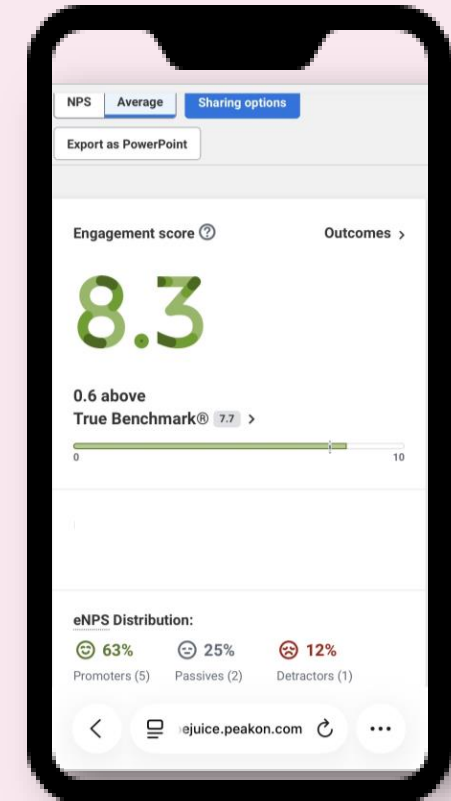 NPS Average Sharing options
Export as PowerPoint
Engagement score ? Outcomes >
8.3
0.6 above
True Benchmark® 7.7 >
0 10
eNPS Distribution:
63% 25% 12%
Promoters (5) Passives (2) Detractors (1)
ejuice.peakon.com